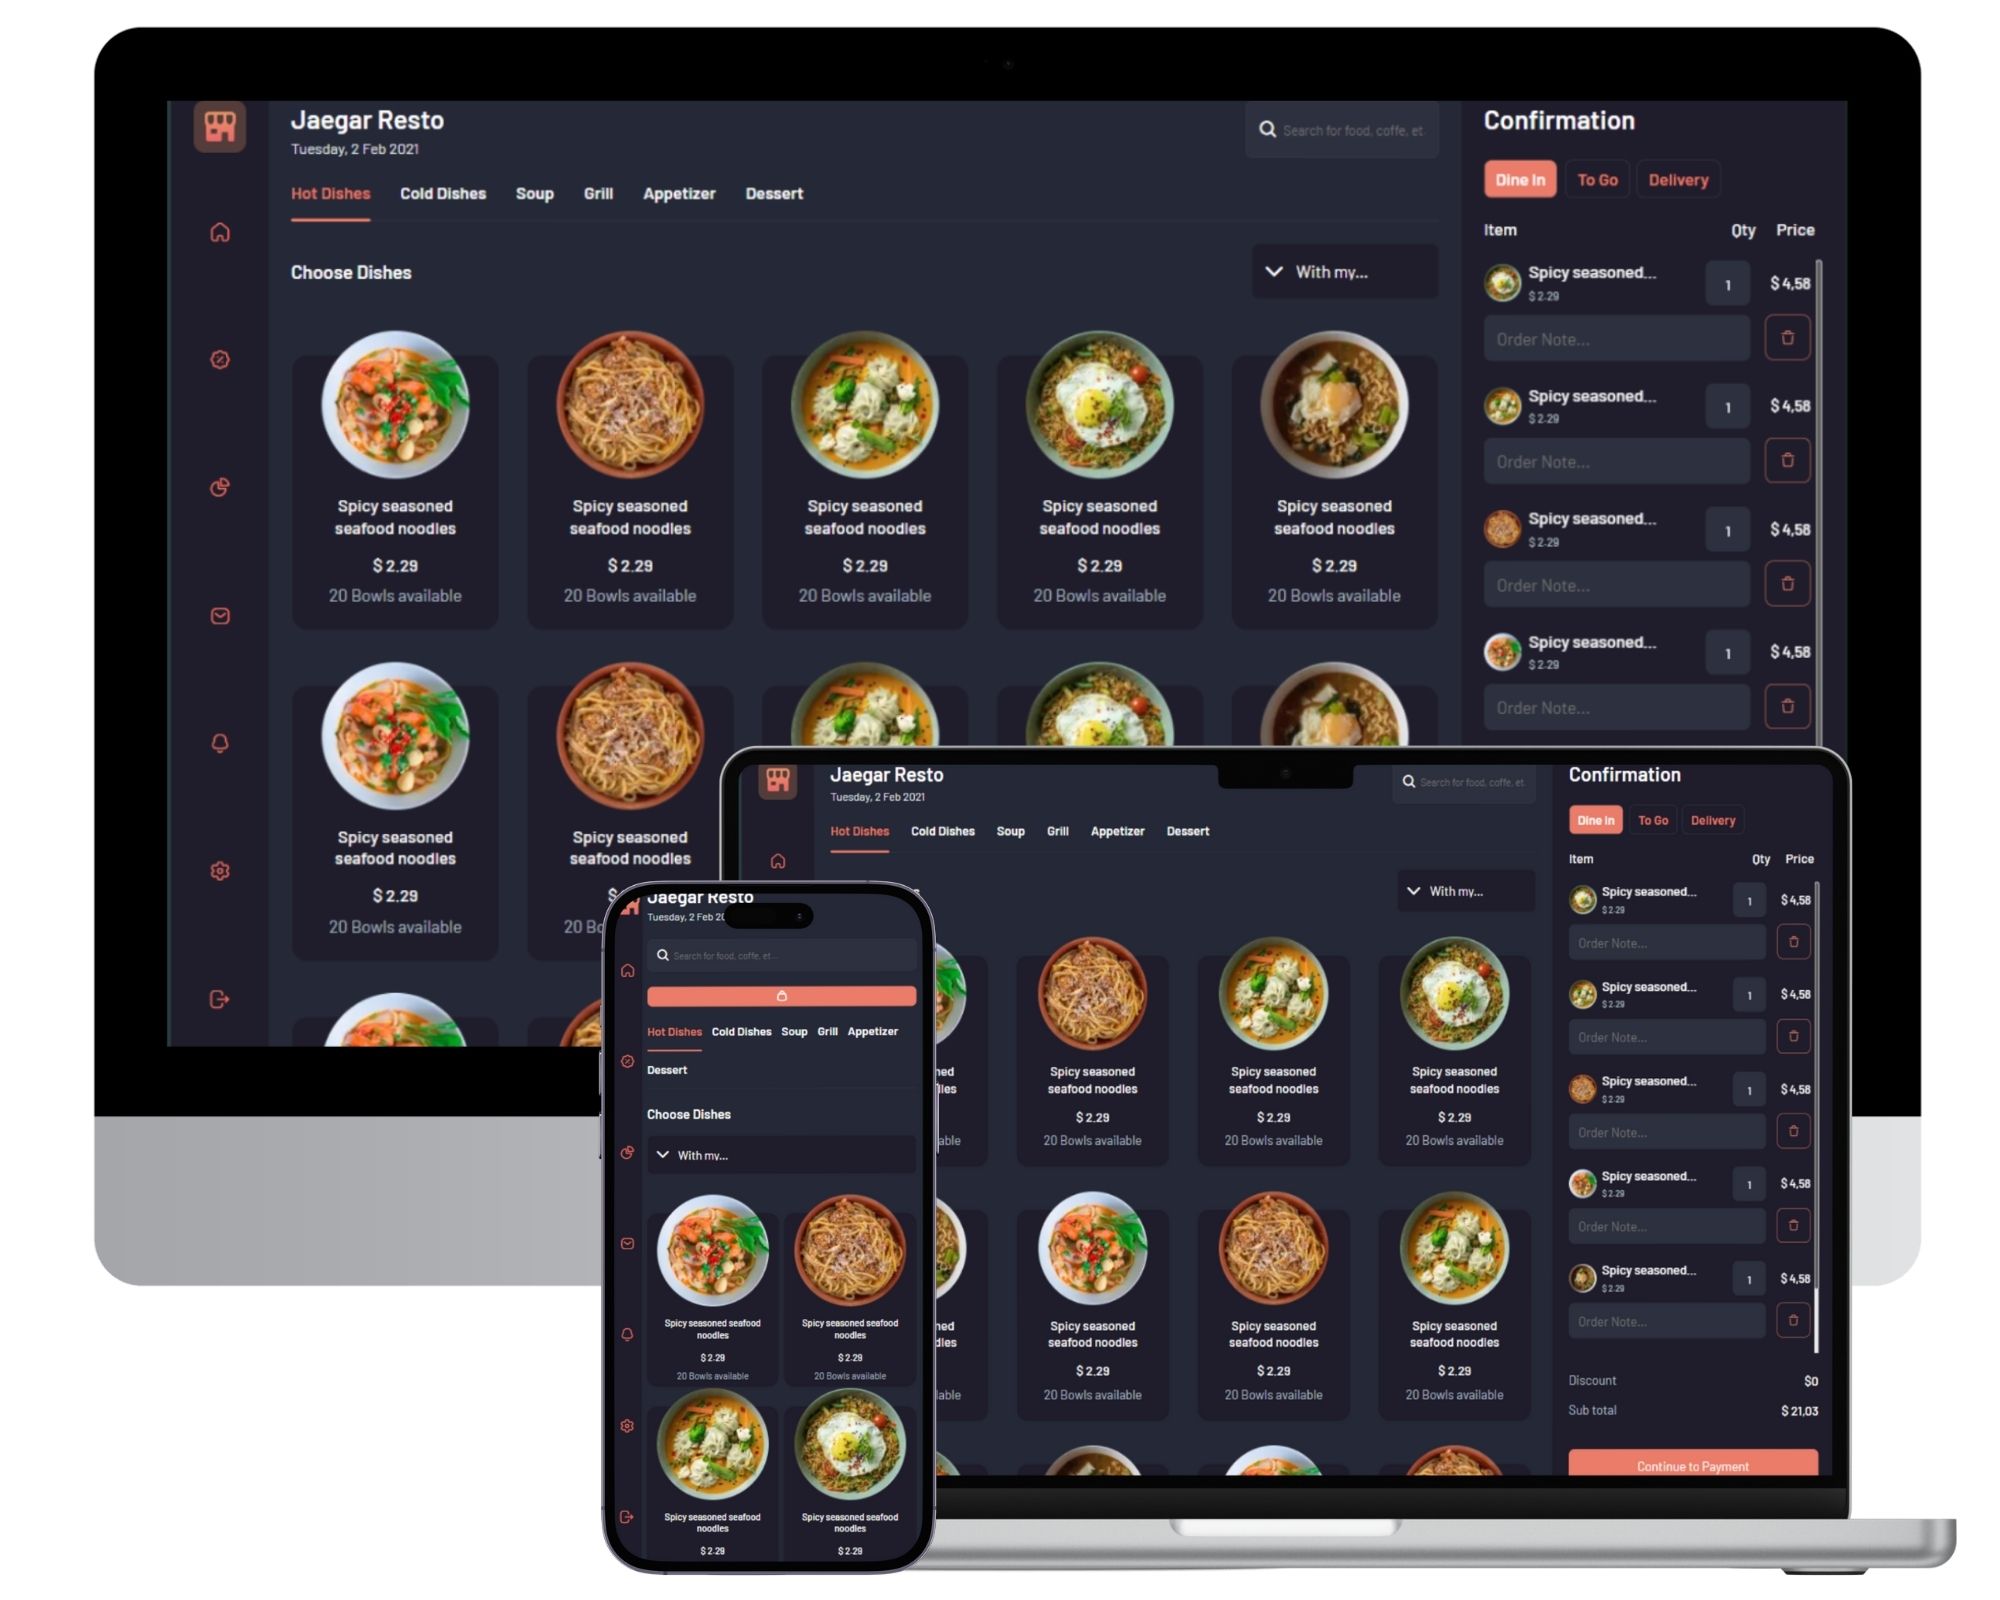 Jaegar Resto
Tuesday, 2 Feb 2021
Search for food, coffe, et
Hot Dishes Cold Dishes Soup Grill Appetizer Dessert
Choose Dishes
With my...
Spicy seasoned
seafood noodles
$ 2.29
20 Bowls available
Spicy seasoned
seafood noodles
$ 2.29
20 Bowls available
Spicy seasoned
seafood noodles
$ 2.29
20 Bowls available
Spicy seasoned
seafood noodles
$ 2.29
20 Bowls available
Spicy seasoned
seafood noodles
$ 2.29
20 Bowls available
Spicy seasoned
seafood noodles
$ 2.29
20 Bowls available
Spicy seasoned
seafood noodles
$
20 Bo
Confirmation
Dine In To Go Delivery
Item Qty Price
Spicy seasoned... 1 $ 4,58
$ 2.29
Order Note...
Spicy seasoned... 1 $ 4,58
$ 2.29
Order Note...
Spicy seasoned... 1 $ 4,58
$ 2.29
Order Note...
Spicy seasoned... 1 $ 4,58
$ 2.29
Order Note...
Jaegar Resto
Tuesday, 2 Feb 2021
Search for food, coffe, et
Hot Dishes Cold Dishes Soup Grill Appetizer Dessert
With my...
Spicy seasoned
seafood noodles
$ 2.29
20 Bowls available
Spicy seasoned
seafood noodles
$ 2.29
20 Bowls available
Spicy seasoned
seafood noodles
$ 2.29
20 Bowls available
Spicy seasoned
seafood noodles
$ 2.29
20 Bowls available
Spicy seasoned
seafood noodles
$ 2.29
20 Bowls available
Spicy seasoned
seafood noodles
$ 2.29
20 Bowls available
Confirmation
Dine In To Go Delivery
Item Qty Price
Spicy seasoned... 1 $ 4,58
$ 2.29
Order Note...
Spicy seasoned... 1 $ 4,58
$ 2.29
Order Note...
Spicy seasoned... 1 $ 4,58
$ 2.29
Order Note...
Spicy seasoned... 1 $ 4,58
$ 2.29
Order Note...
Spicy seasoned... 1 $ 4,58
$ 2.29
Order Note...
Discount $0
Sub total $ 21,03
Continue to Payment
Jaegar Resto
Tuesday, 2 Feb 20
Search for food, coffe, et...
Hot Dishes Cold Dishes Soup Grill Appetizer
Dessert
Choose Dishes
With my...
Spicy seasoned seafood
noodles
$ 2.29
20 Bowls available
Spicy seasoned seafood
noodles
$ 2.29
20 Bowls available
Spicy seasoned seafood
noodles
$ 2.29
Spicy seasoned seafood
noodles
$ 2.29